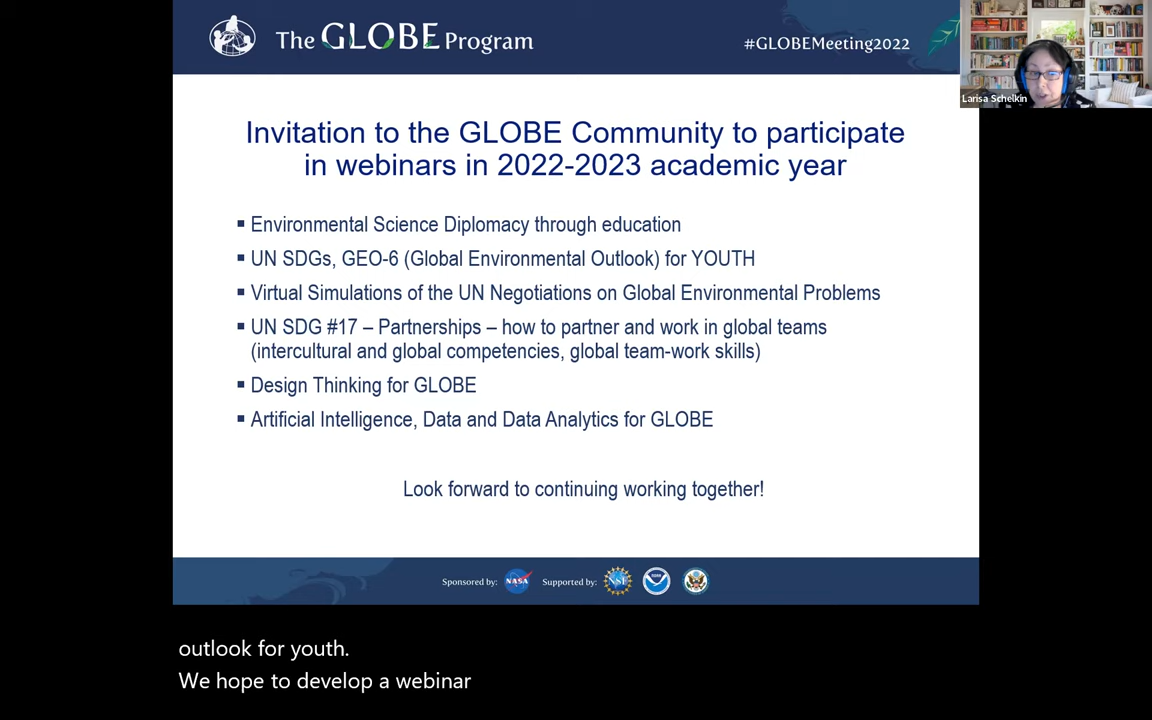 The GLOBE Program
#GLOBEMeeting2022
Larisa Schelkin
Invitation to the GLOBE Community to participate
in webinars in 2022-2023 academic year
▪ Environmental Science Diplomacy through education
▪ UN SDGs, GEO-6 (Global Environmental Outlook) for YOUTH
▪ Virtual Simulations of the UN Negotiations on Global Environmental Problems
▪ UN SDG #17 – Partnerships – how to partner and work in global teams
(intercultural and global competencies, global team-work skills)
▪ Design Thinking for GLOBE
▪ Artificial Intelligence, Data and Data Analytics for GLOBE
Look forward to continuing working together!
Sponsored by: NASA Supported by: NSF
outlook for youth.
We hope to develop a webinar